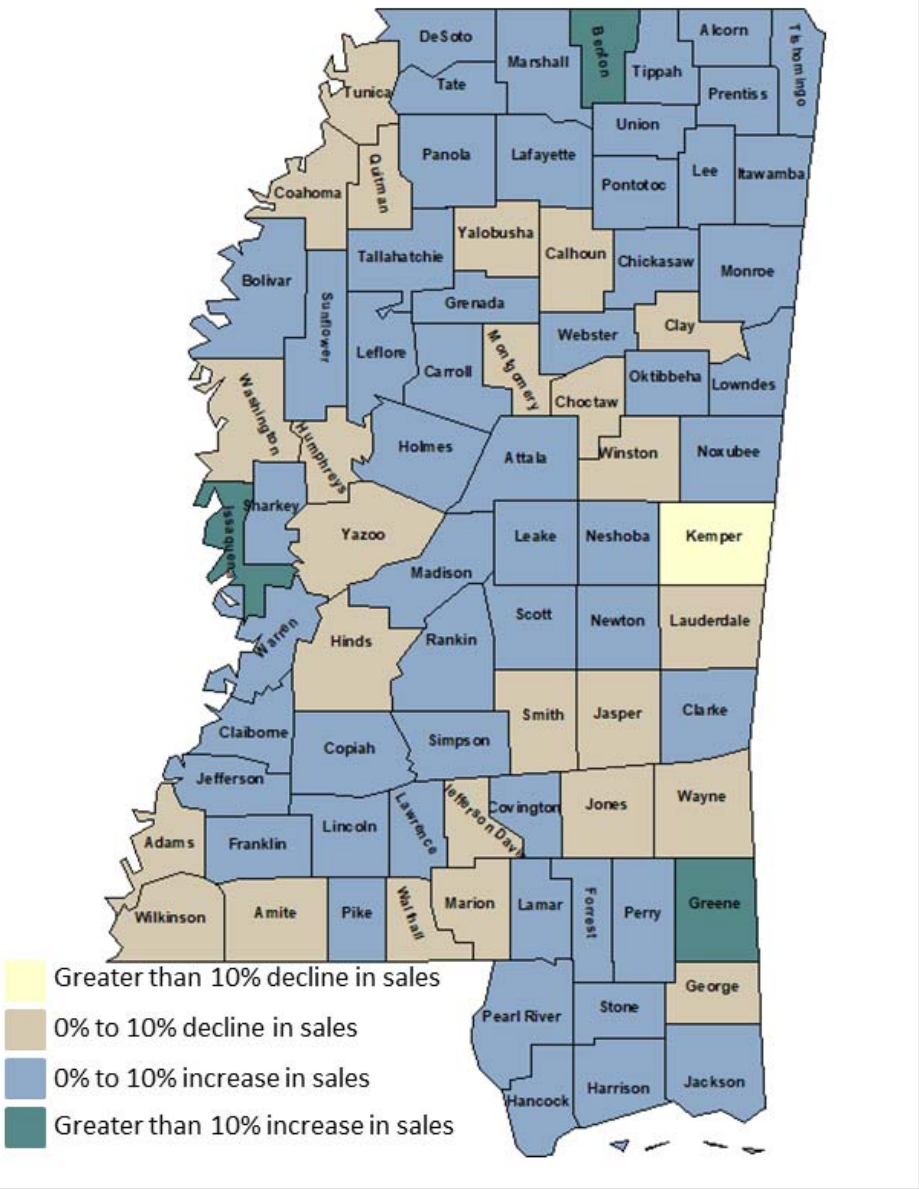 DeSoto
Marshall
Benton
Tippah
Alcorn
Tishomingo
Prentiss
Tunica
Tate
Union
Panola
Lafayette
Pontotoc
Lee
Itawamba
Quitman
Coahoma
Yalobusha
Calhoun
Chickasaw
Monroe
Tallahatchie
Bolivar
Sunflower
Grenada
Leflore
Carroll
Montgomery
Webster
Clay
Choctaw
Oktibbeha
Lowndes
Washington
Humphreys
Holmes
Attala
Winston
Noxubee
Issaquena
Sharkey
Yazoo
Madison
Leake
Neshoba
Kemper
Warren
Hinds
Rankin
Scott
Newton
Lauderdale
Claiborne
Copiah
Simpson
Smith
Jasper
Clarke
Jefferson
Adams
Franklin
Lincoln
Lawrence
Jefferson Davis
Covington
Jones
Wayne
Wilkinson
Amite
Pike
Walthall
Marion
Lamar
Forrest
Perry
Greene
Pearl River
Stone
George
Hancock
Harrison
Jackson
Greater than 10% decline in sales
0% to 10% decline in sales
0% to 10% increase in sales
Greater than 10% increase in sales